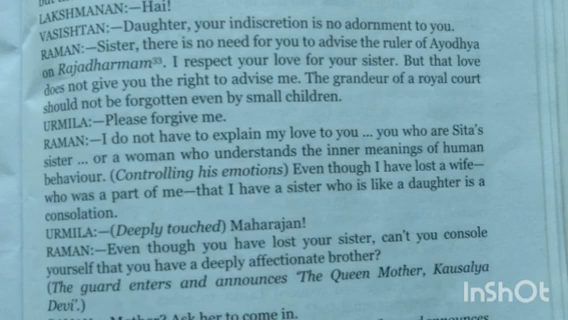 LAKSHMANAN:—Hai!
VASISHTAN:—Daughter, your indiscretion is no adornment to you.
RAMAN:—Sister, there is no need for you to advise the ruler of Ayodhya
on Rajadharmam³³. I respect your love for your sister. But that love
does not give you the right to advise me. The grandeur of a royal court
should not be forgotten even by small children.
URMILA:—Please forgive me.
RAMAN:—I do not have to explain my love to you ... you who are Sita's
sister ... or a woman who understands the inner meanings of human
behaviour. (Controlling his emotions) Even though I have lost a wife—
who was a part of me—that I have a sister who is like a daughter is a
consolation.
URMILA:—(Deeply touched) Maharajan!
RAMAN:—Even though you have lost your sister, can't you console
yourself that you have a deeply affectionate brother?
(The guard enters and announces 'The Queen Mother, Kausalya
Devi'.)
Mother? Ask her to come in.
InShOt